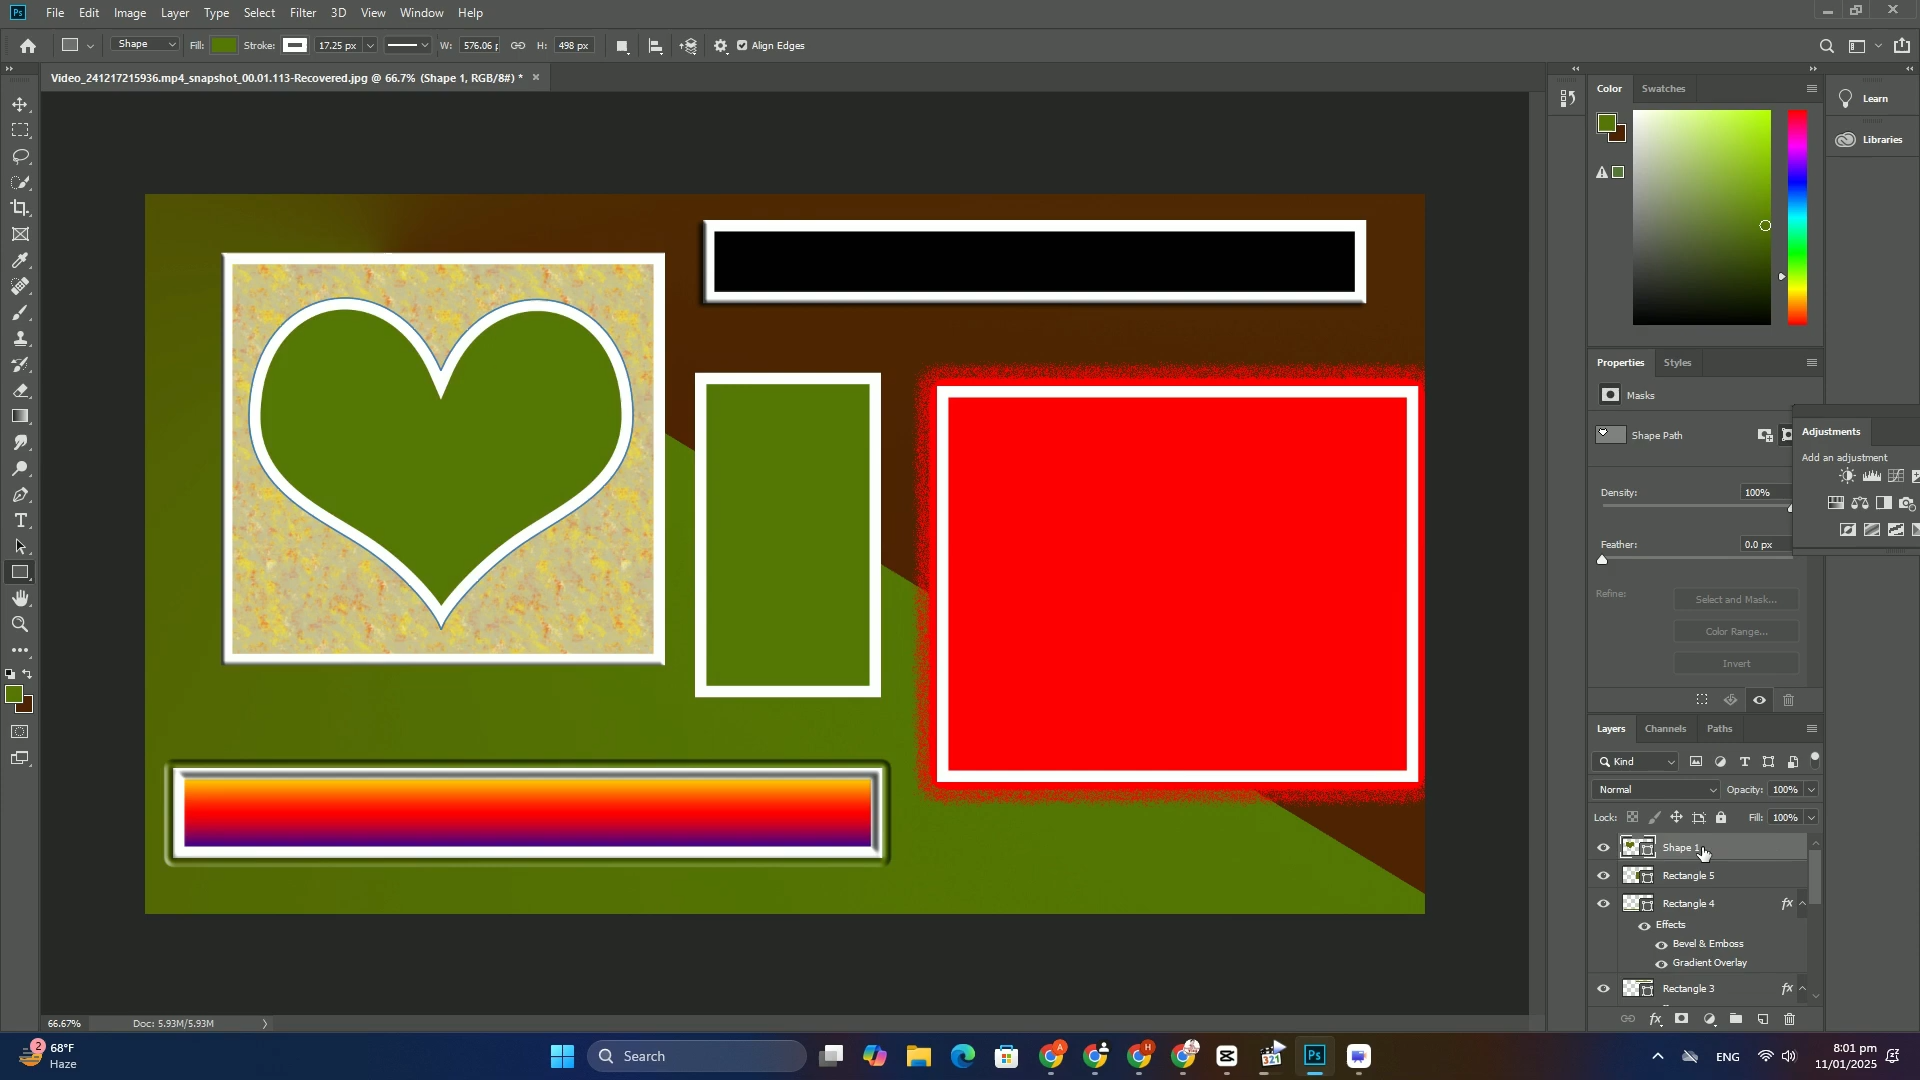 Ps File Edit Image Layer Type Select Filter 3D View Window Help
Shape Fill: Stroke: 17.25 px W: 576.06 p H: 498 px Align Edges
Video_241217215936.mp4_snapshot_00.01.113-Recovered.jpg @ 66.7% (Shape 1, RGB/8#) * ×
Color Swatches
Learn
Libraries
Properties Styles
Masks
Shape Path
Adjustments
Add an adjustment
Density: 100%
Feather: 0.0 px
Refine: Select and Mask...
Color Range...
Invert
Layers Channels Paths
Kind
Normal Opacity: 100%
Lock: Fill: 100%
Shape 1
Rectangle 5
Rectangle 4 fx
Effects
Bevel & Emboss
Gradient Overlay
Rectangle 3 fx
66.67% Doc: 5.93M/5.93M
fx
2 68°F
Haze
Search
A
H
321
Ps
ENG
8:01 pm
11/01/2025